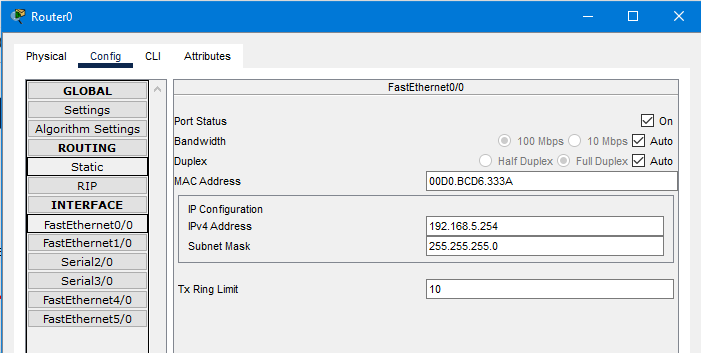 Router0
Physical Config CLI Attributes
GLOBAL
Settings
Algorithm Settings
ROUTING
Static
RIP
INTERFACE
FastEthernet0/0
FastEthernet1/0
Serial2/0
Serial3/0
FastEthernet4/0
FastEthernet5/0
FastEthernet0/0
Port Status On
Bandwidth 100 Mbps 10 Mbps Auto
Duplex Half Duplex Full Duplex Auto
MAC Address 00D0.BCD6.333A
IP Configuration
IPv4 Address 192.168.5.254
Subnet Mask 255.255.255.0
Tx Ring Limit 10